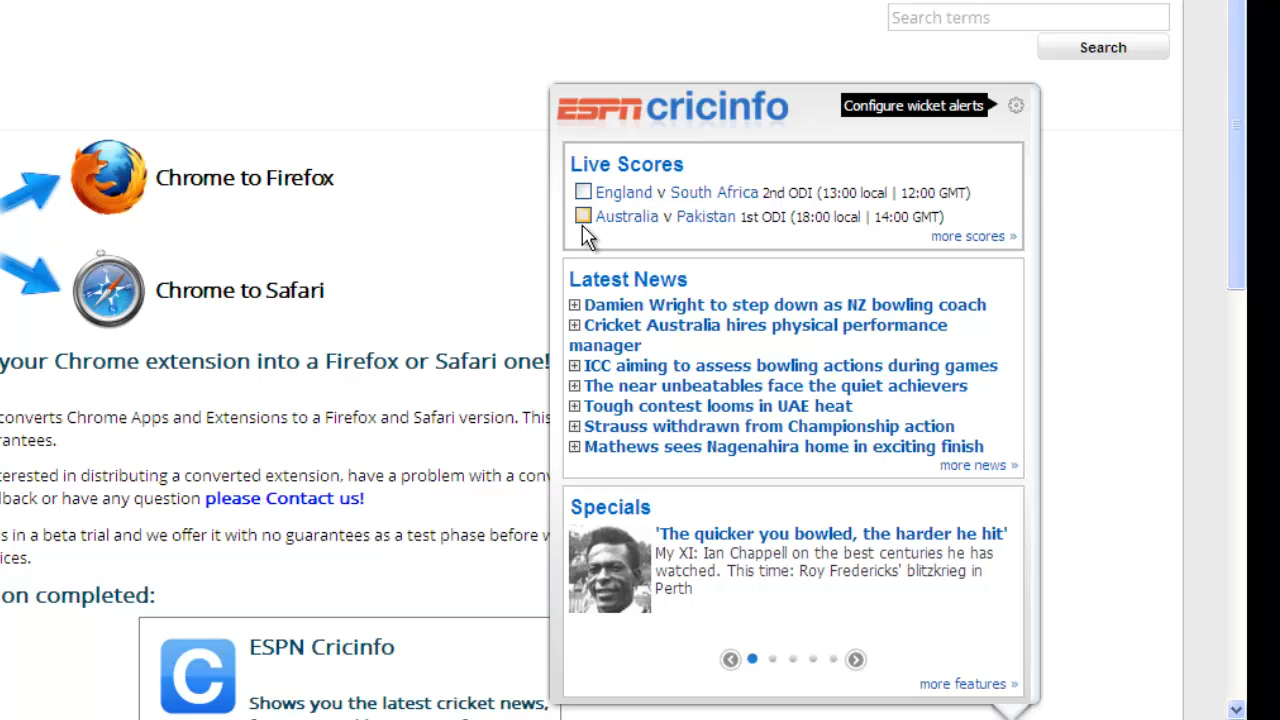 Search terms
Search
ESPN cricinfo
Configure wicket alerts
Live Scores
England v South Africa 2nd ODI (13:00 local | 12:00 GMT)
Australia v Pakistan 1st ODI (18:00 local | 14:00 GMT)
more scores »
Latest News
Damien Wright to step down as NZ bowling coach
Cricket Australia hires physical performance
manager
ICC aiming to assess bowling actions during games
The near unbeatables face the quiet achievers
Tough contest looms in UAE heat
Strauss withdrawn from Championship action
Mathews sees Nagenahira home in exciting finish
more news »
Specials
'The quicker you bowled, the harder he hit'
My XI: Ian Chappell on the best centuries he has
watched. This time: Roy Fredericks' blitzkrieg in
Perth
more features »
Chrome to Firefox
Chrome to Safari
your Chrome extension into a Firefox or Safari one!
converts Chrome Apps and Extensions to a Firefox and Safari version. This
rantees.
terested in distributing a converted extension, have a problem with a conv
dback or have any question please Contact us!
s in a beta trial and we offer it with no guarantees as a test phase before w
ices.
on completed:
C
ESPN Cricinfo
Shows you the latest cricket news,